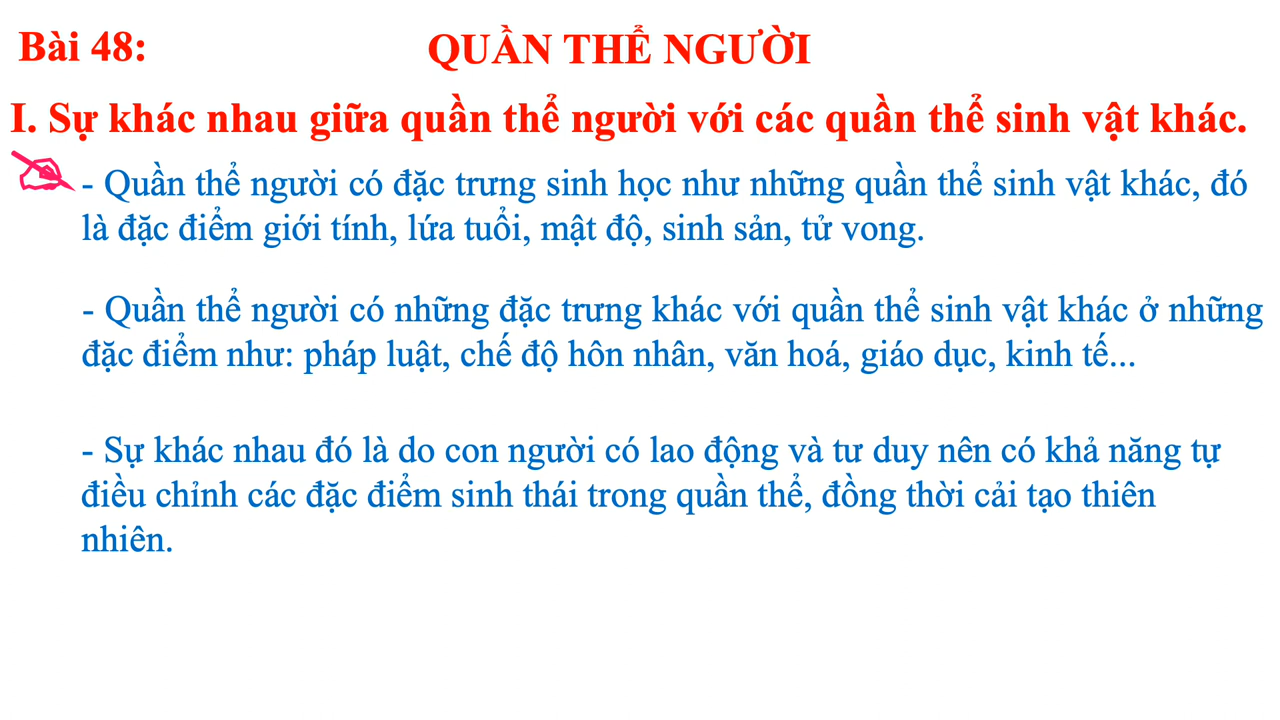 Bài 48:
QUẦN THỂ NGƯỜI
I. Sự khác nhau giữa quần thể người với các quần thể sinh vật khác.
- Quần thể người có đặc trưng sinh học như những quần thể sinh vật khác, đó
là đặc điểm giới tính, lứa tuổi, mật độ, sinh sản, tử vong.
- Quần thể người có những đặc trưng khác với quần thể sinh vật khác ở những
đặc điểm như: pháp luật, chế độ hôn nhân, văn hoá, giáo dục, kinh tế...
- Sự khác nhau đó là do con người có lao động và tư duy nên có khả năng tự
điều chỉnh các đặc điểm sinh thái trong quần thể, đồng thời cải tạo thiên
nhiên.